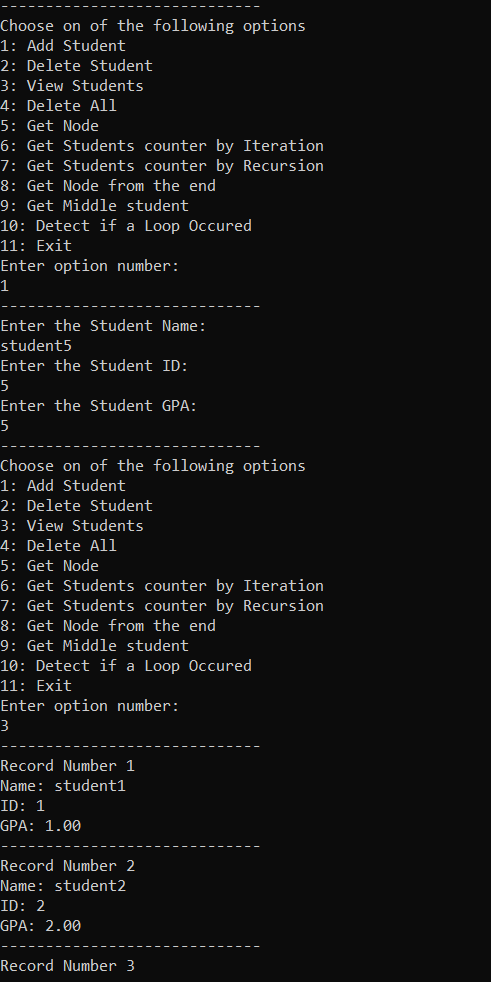 -----------------------------
Choose on of the following options
1: Add Student
2: Delete Student
3: View Students
4: Delete All
5: Get Node
6: Get Students counter by Iteration
7: Get Students counter by Recursion
8: Get Node from the end
9: Get Middle student
10: Detect if a Loop Occured
11: Exit
Enter option number:
1
-----------------------------
Enter the Student Name:
student5
Enter the Student ID:
5
Enter the Student GPA:
5
-----------------------------
Choose on of the following options
1: Add Student
2: Delete Student
3: View Students
4: Delete All
5: Get Node
6: Get Students counter by Iteration
7: Get Students counter by Recursion
8: Get Node from the end
9: Get Middle student
10: Detect if a Loop Occured
11: Exit
Enter option number:
3
-----------------------------
Record Number 1
Name: student1
ID: 1
GPA: 1.00
-----------------------------
Record Number 2
Name: student2
ID: 2
GPA: 2.00
-----------------------------
Record Number 3